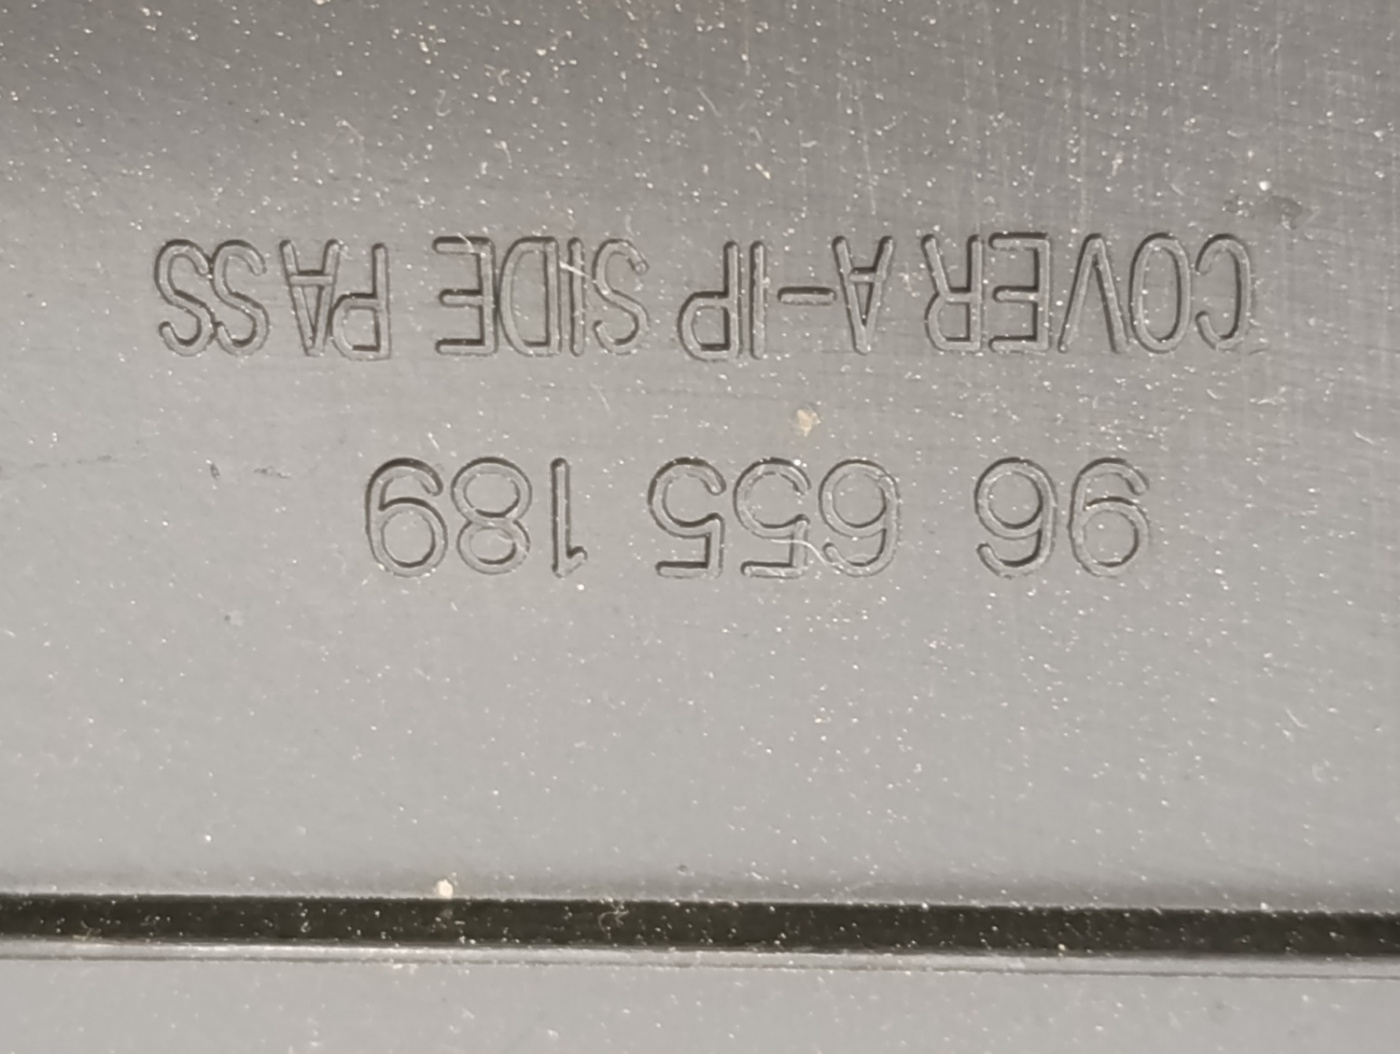 96 655 189
COVER A-IP SIDE PASS